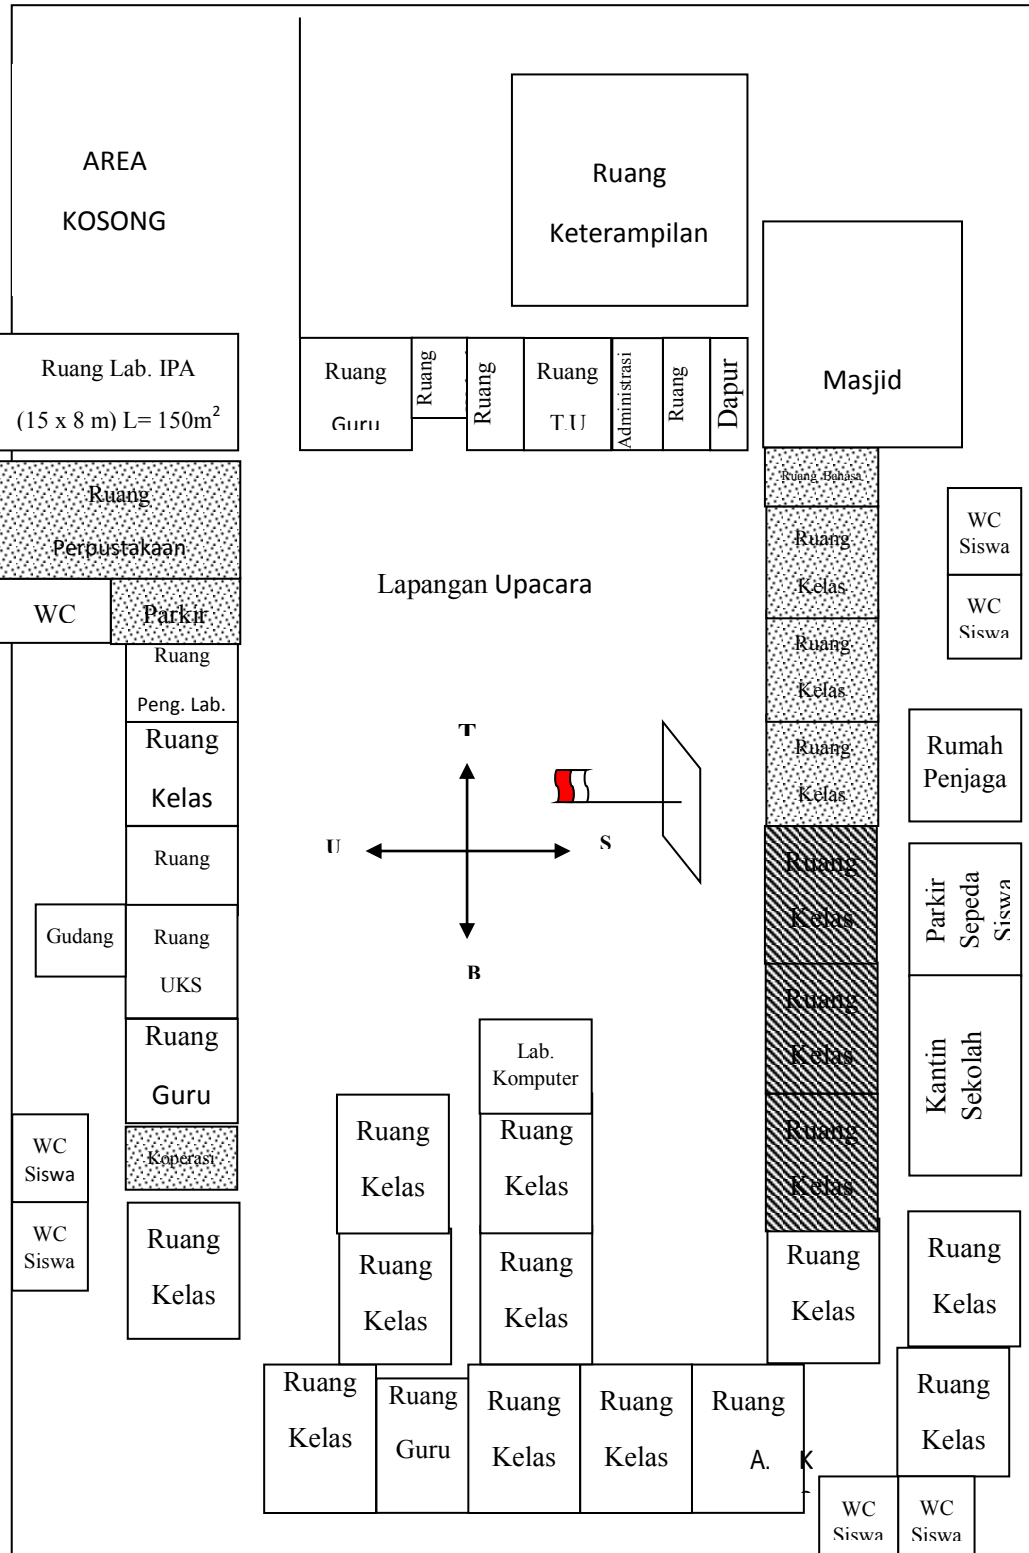 AREA
KOSONG
Ruang
Keterampilan
Ruang Lab. IPA
(15 x 8 m) L= 150m²
Ruang
Guru
Ruang
Ruang
Ruang
T.U
Administrasi
Ruang
Dapur
Masjid
Ruang
Perpustakaan
WC
Parkir
Ruang
Peng. Lab.
Ruang
Kelas
Ruang
Gudang
Ruang
UKS
Ruang
Guru
Koperasi
WC
Siswa
WC
Siswa
Ruang
Kelas
Lapangan Upacara
T
U
S
B
Ruang Bahasa
Ruang
Kelas
Ruang
Kelas
Ruang
Kelas
Ruang
Kelas
Ruang
Kelas
Ruang
Kelas
Ruang
Kelas
WC
Siswa
WC
Siswa
Rumah
Penjaga
Parkir
Sepeda
Siswa
Kantin
Sekolah
Ruang
Kelas
Ruang
Kelas
WC
Siswa
WC
Siswa
Lab.
Komputer
Ruang
Kelas
Ruang
Kelas
Ruang
Kelas
Ruang
Kelas
Ruang
Kelas
Ruang
Guru
Ruang
Kelas
Ruang
Kelas
Ruang
A. K